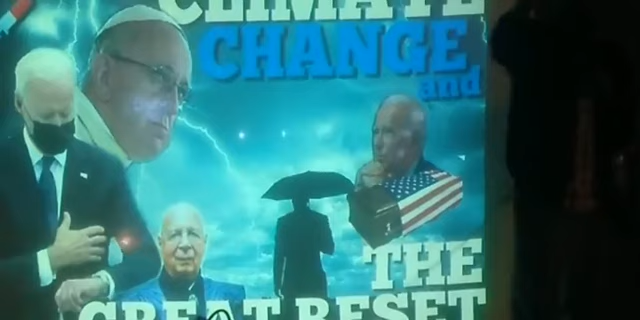 CLIMATE
CHANGE
and
THE
GREAT RESET